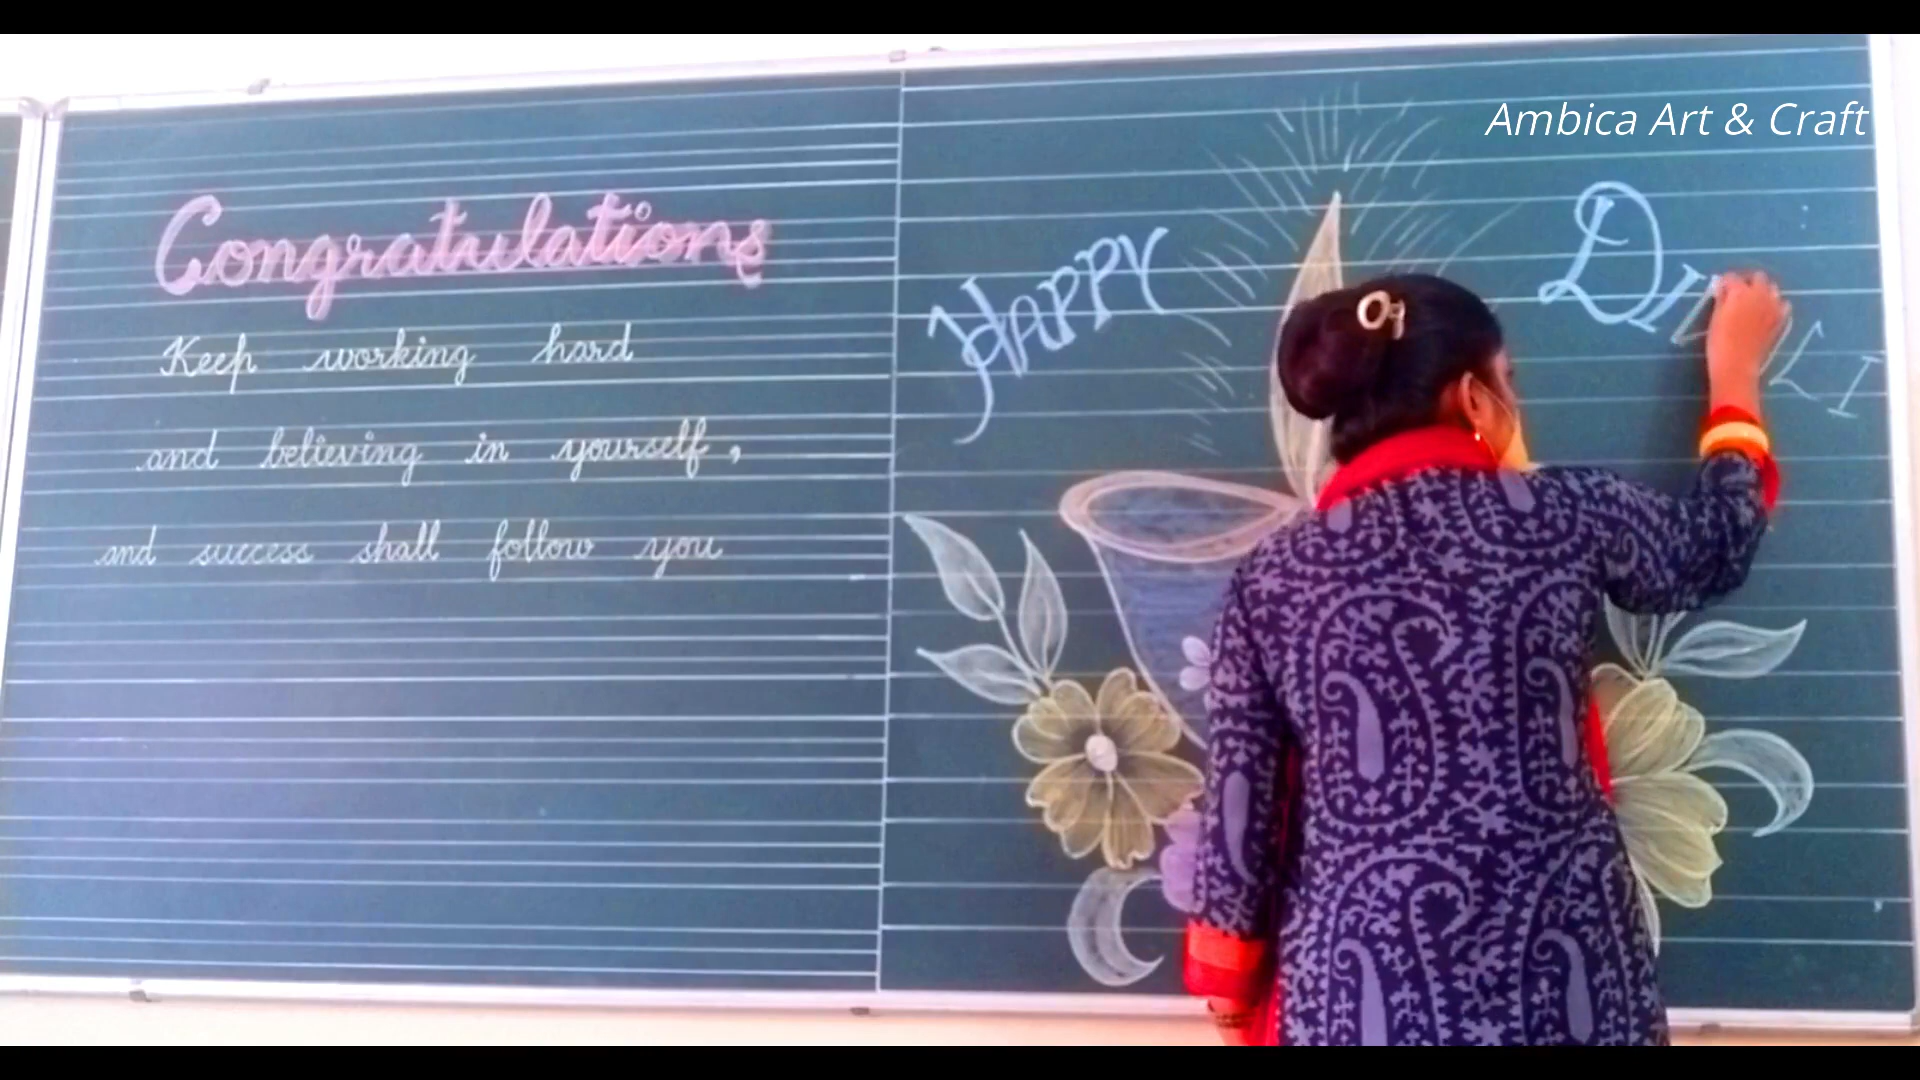 Ambica Art & Craft
Congratulations
Keep working hard
and believing in yourself,
and success shall follow you
HAPPY